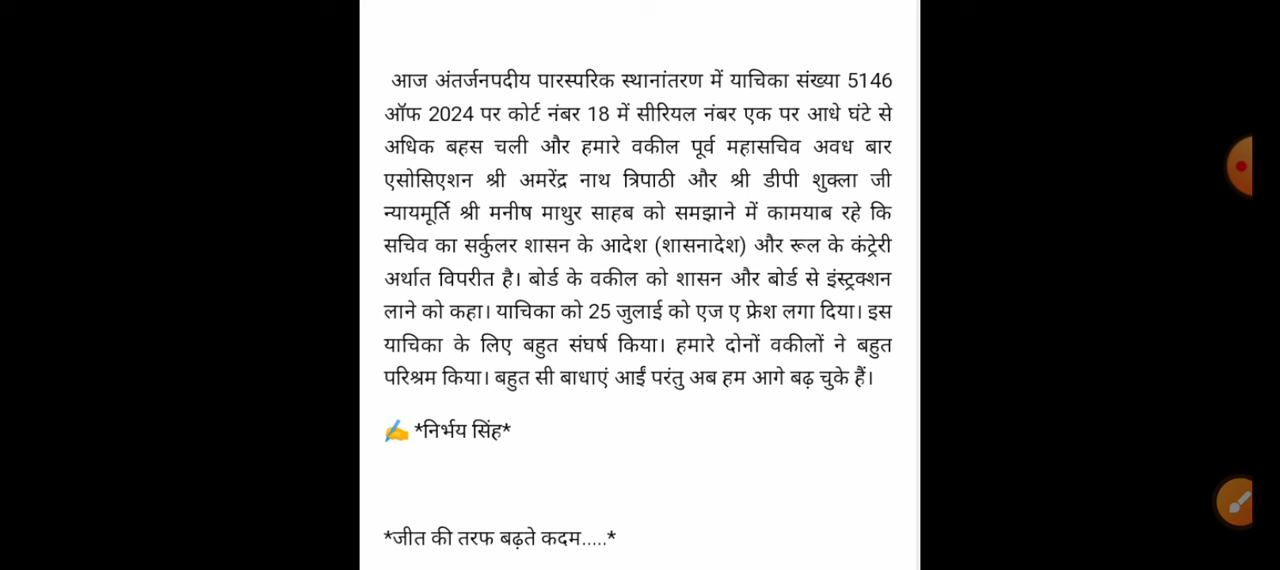 आज अंतर्जनपदीय पारस्परिक स्थानांतरण में याचिका संख्या 5146
ऑफ 2024 पर कोर्ट नंबर 18 में सीरियल नंबर एक पर आधे घंटे से
अधिक बहस चली और हमारे वकील पूर्व महासचिव अवध बार
एसोसिएशन श्री अमरेंद्र नाथ त्रिपाठी और श्री डीपी शुक्ला जी
न्यायमूर्ति श्री मनीष माथुर साहब को समझाने में कामयाब रहे कि
सचिव का सर्कुलर शासन के आदेश (शासनादेश) और रूल के कंट्रेरी
अर्थात विपरीत है। बोर्ड के वकील को शासन और बोर्ड से इंस्ट्रक्शन
लाने को कहा। याचिका को 25 जुलाई को एज ए फ्रेश लगा दिया। इस
याचिका के लिए बहुत संघर्ष किया। हमारे दोनों वकीलों ने बहुत
परिश्रम किया। बहुत सी बाधाएं आईं परंतु अब हम आगे बढ़ चुके हैं।
✍️ *निर्भय सिंह*
*जीत की तरफ बढ़ते कदम.....*